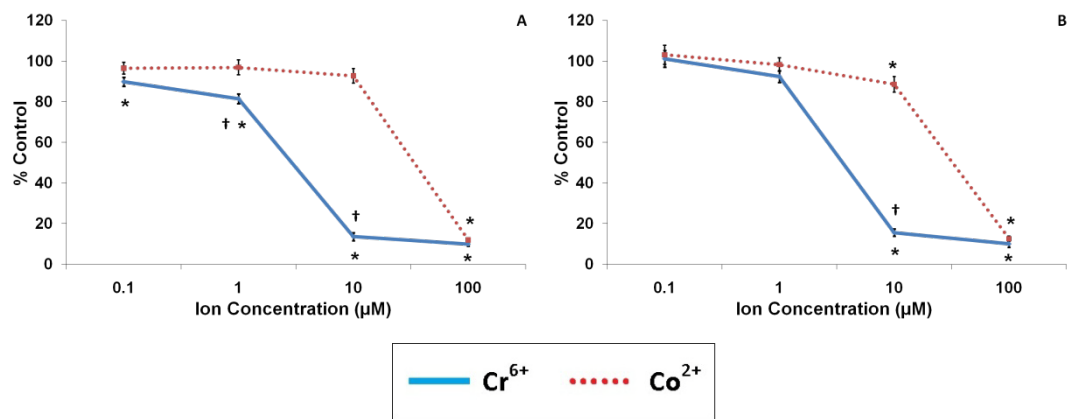 A
120
100
80
60
40
20
0
% Control
*
† *
†
*
*
*
0.1 1 10 100
Ion Concentration (µM)
B
120
100
80
60
40
20
0
% Control
*
†
*
*
*
0.1 1 10 100
Ion Concentration (µM)
Cr⁶⁺ Co²⁺